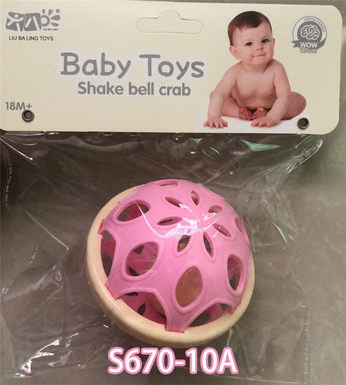 LIU BA LING TOYS
WOW
Baby Toys
Shake bell crab
18M+
S670-10A